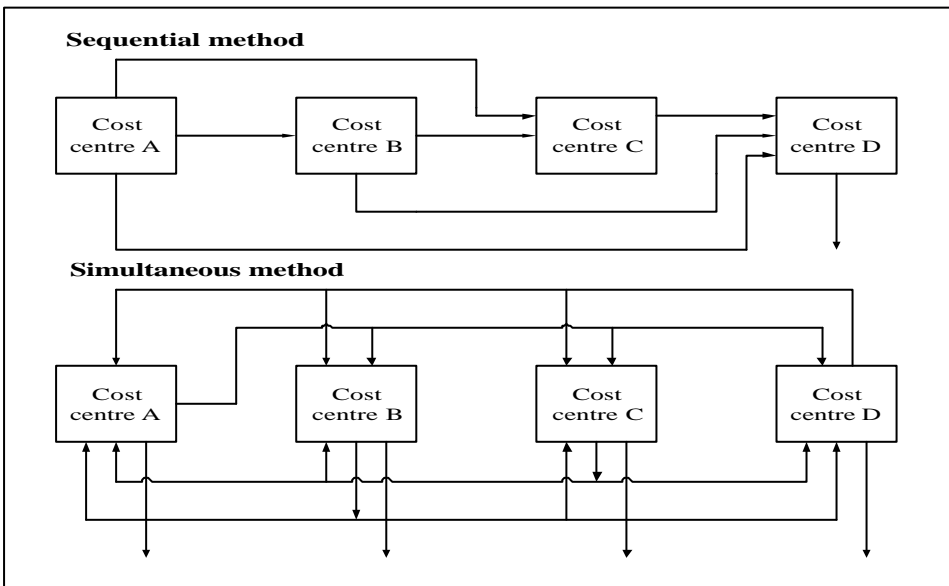 Sequential method
Cost
centre A
Cost
centre B
Cost
centre C
Cost
centre D
Simultaneous method
Cost
centre A
Cost
centre B
Cost
centre C
Cost
centre D